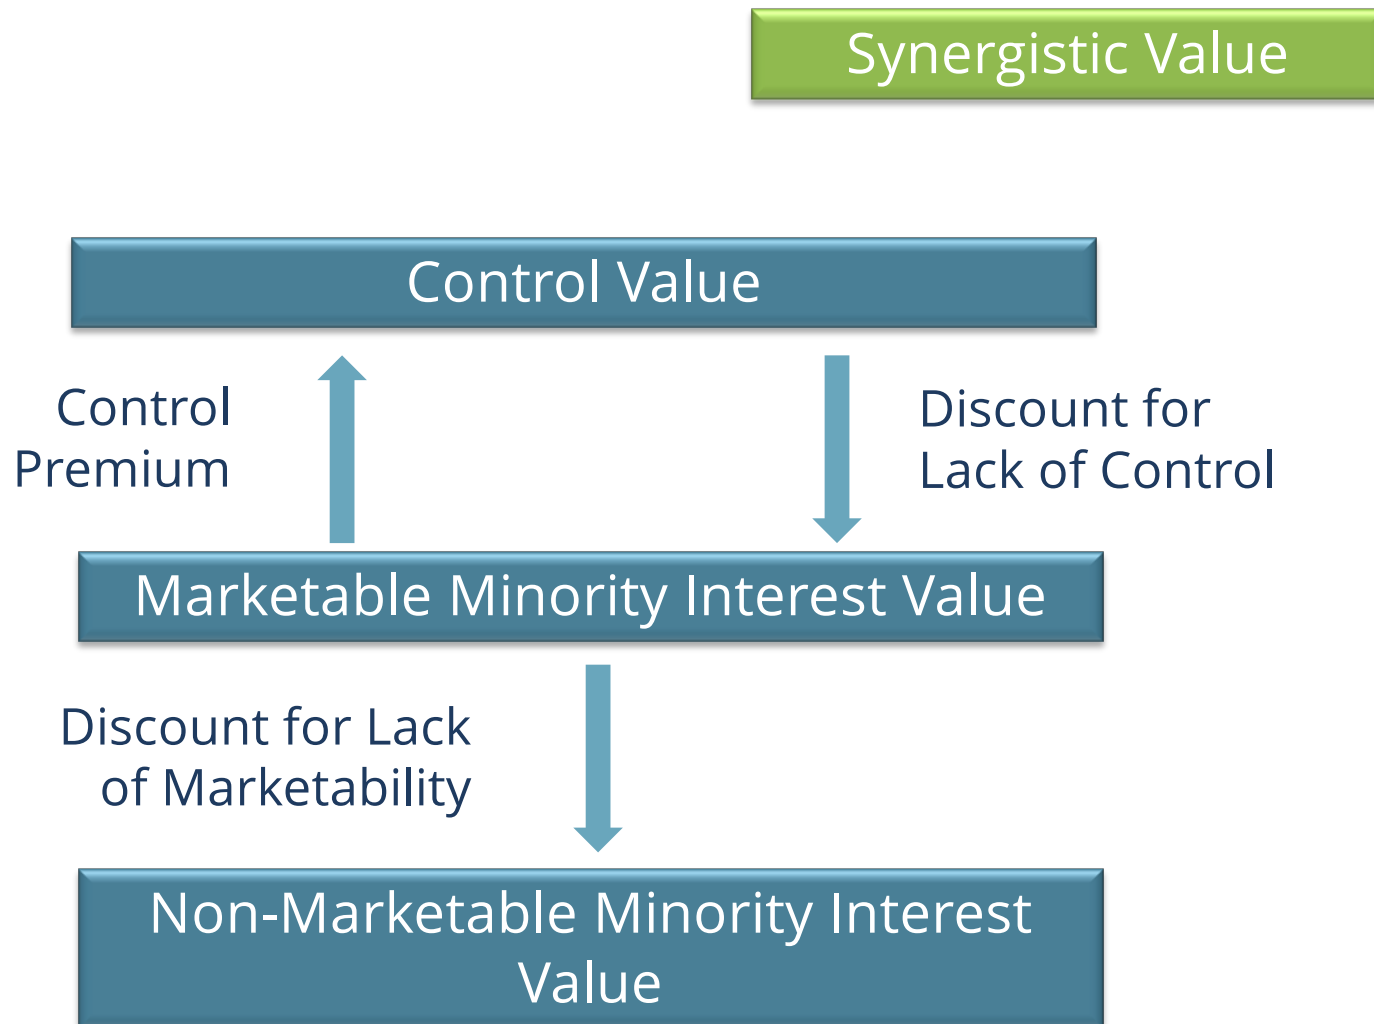 Synergistic Value
Control Value
Control
Premium
Discount for
Lack of Control
Marketable Minority Interest Value
Discount for Lack
of Marketability
Non-Marketable Minority Interest
Value